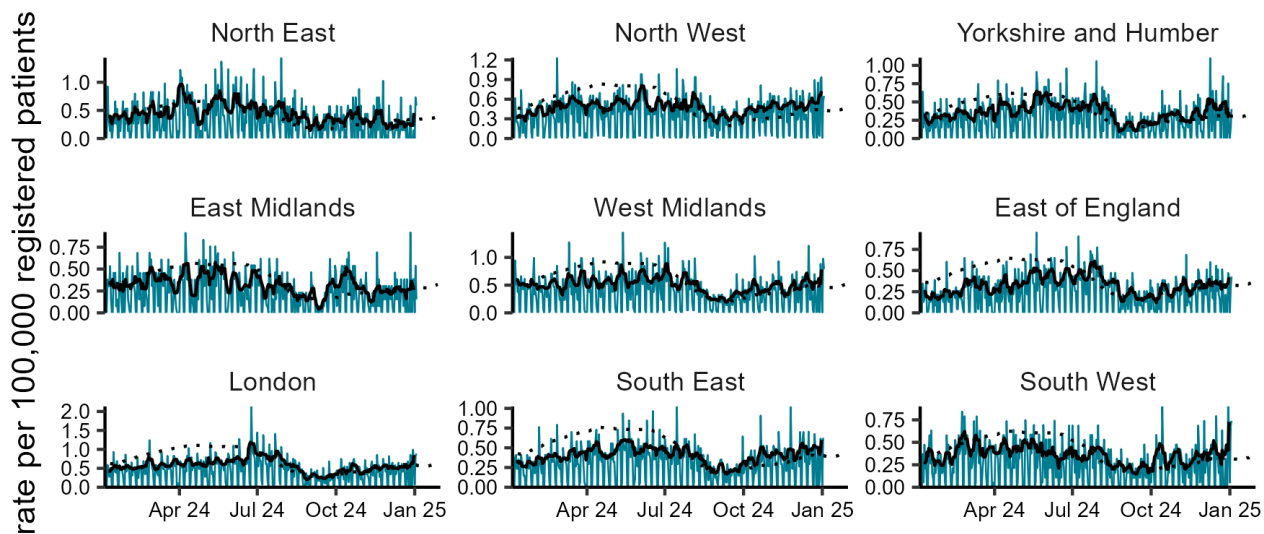 rate per 100,000 registered patients
North East
1.0
0.5
0.0
North West
1.2
0.9
0.6
0.3
0.0
Yorkshire and Humber
1.00
0.75
0.50
0.25
0.00
East Midlands
0.75
0.50
0.25
0.00
West Midlands
1.0
0.5
0.0
East of England
0.75
0.50
0.25
0.00
London
2.0
1.5
1.0
0.5
0.0
Apr 24 Jul 24 Oct 24 Jan 25
South East
1.00
0.75
0.50
0.25
0.00
Apr 24 Jul 24 Oct 24 Jan 25
South West
0.75
0.50
0.25
0.00
Apr 24 Jul 24 Oct 24 Jan 25